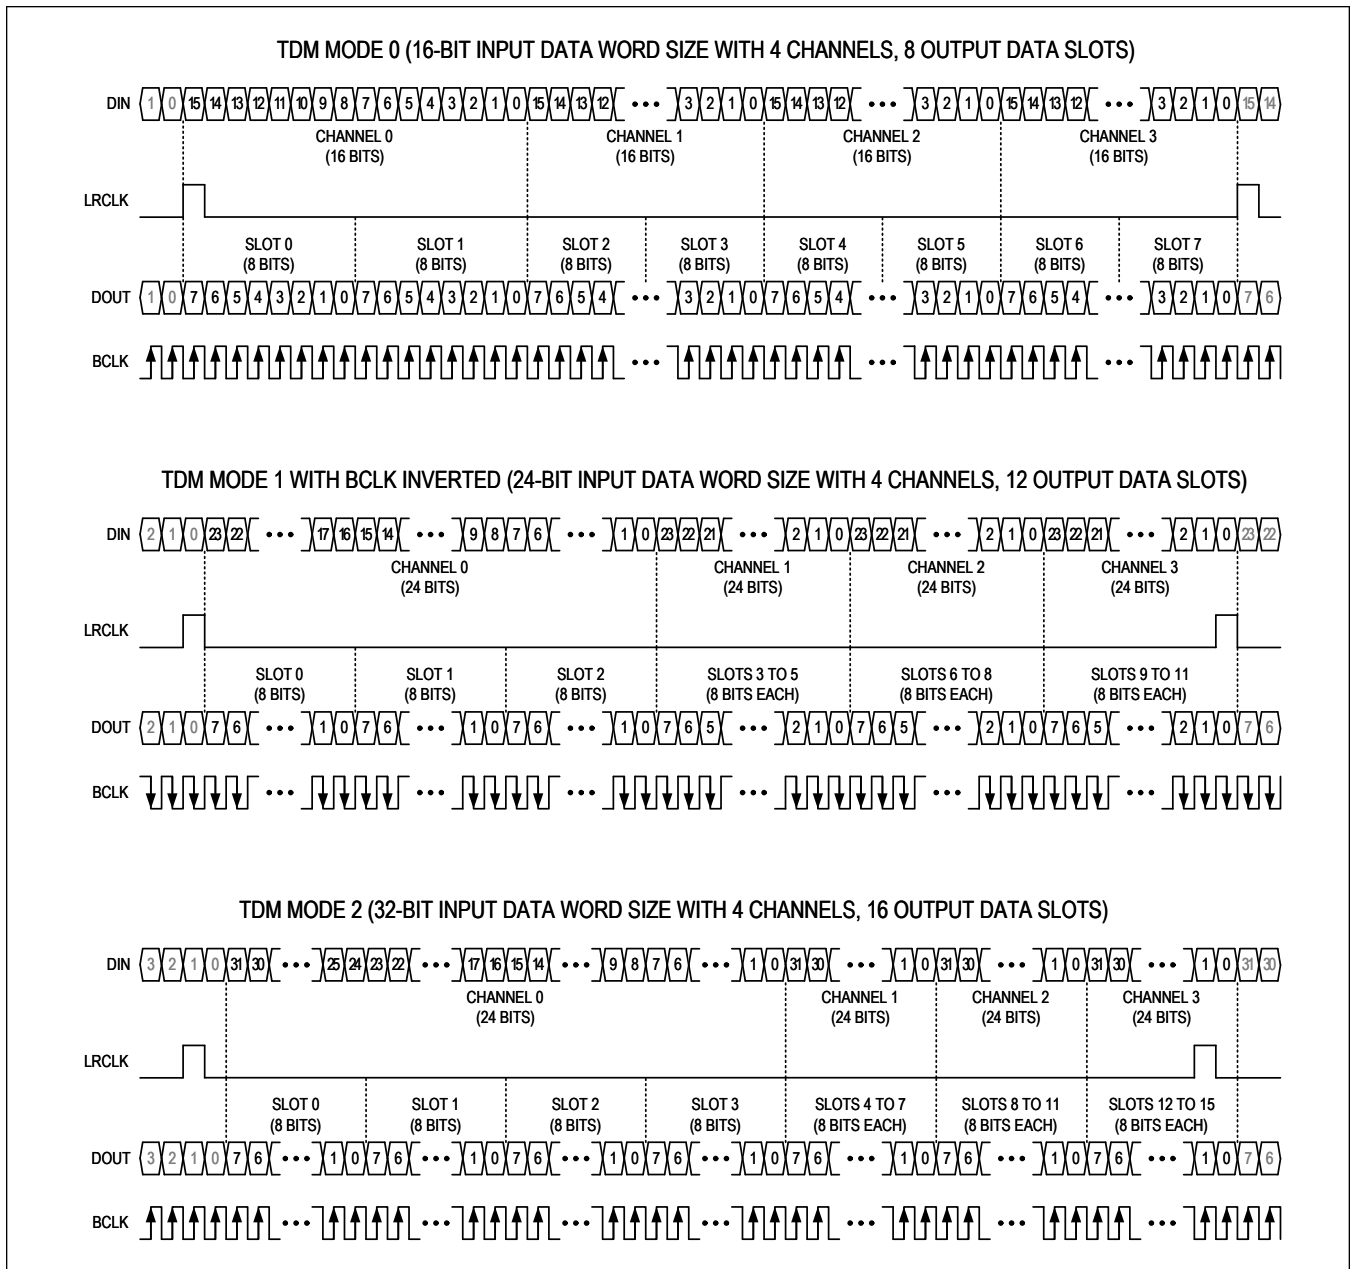 TDM MODE 0 (16-BIT INPUT DATA WORD SIZE WITH 4 CHANNELS, 8 OUTPUT DATA SLOTS)
DIN 1 0 15 14 13 12 11 10 9 8 7 6 5 4 3 2 1 0 15 14 13 12 ••• 3 2 1 0 15 14 13 12 ••• 3 2 1 0 15 14 13 12 ••• 3 2 1 0 15 14
CHANNEL 0 CHANNEL 1 CHANNEL 2 CHANNEL 3
(16 BITS) (16 BITS) (16 BITS) (16 BITS)
LRCLK
SLOT 0 SLOT 1 SLOT 2 SLOT 3 SLOT 4 SLOT 5 SLOT 6 SLOT 7
(8 BITS) (8 BITS) (8 BITS) (8 BITS) (8 BITS) (8 BITS) (8 BITS) (8 BITS)
DOUT 1 0 7 6 5 4 3 2 1 0 7 6 5 4 3 2 1 0 7 6 5 4 ••• 3 2 1 0 7 6 5 4 ••• 3 2 1 0 7 6 5 4 ••• 3 2 1 0 7 6
BCLK ••• ••• •••
TDM MODE 1 WITH BCLK INVERTED (24-BIT INPUT DATA WORD SIZE WITH 4 CHANNELS, 12 OUTPUT DATA SLOTS)
DIN 2 1 0 23 22 ••• 17 16 15 14 ••• 9 8 7 6 ••• 1 0 23 22 21 ••• 2 1 0 23 22 21 ••• 2 1 0 23 22 21 ••• 2 1 0 23 22
CHANNEL 0 CHANNEL 1 CHANNEL 2 CHANNEL 3
(24 BITS) (24 BITS) (24 BITS) (24 BITS)
LRCLK
SLOT 0 SLOT 1 SLOT 2 SLOTS 3 TO 5 SLOTS 6 TO 8 SLOTS 9 TO 11
(8 BITS) (8 BITS) (8 BITS) (8 BITS EACH) (8 BITS EACH) (8 BITS EACH)
DOUT 2 1 0 7 6 ••• 1 0 7 6 ••• 1 0 7 6 ••• 1 0 7 6 5 ••• 2 1 0 7 6 5 ••• 2 1 0 7 6 5 ••• 2 1 0 7 6
BCLK ••• ••• ••• ••• ••• •••
TDM MODE 2 (32-BIT INPUT DATA WORD SIZE WITH 4 CHANNELS, 16 OUTPUT DATA SLOTS)
DIN 3 2 1 0 31 30 ••• 25 24 23 22 ••• 17 16 15 14 ••• 9 8 7 6 ••• 1 0 31 30 ••• 1 0 31 30 ••• 1 0 31 30 ••• 1 0 31 30
CHANNEL 0 CHANNEL 1 CHANNEL 2 CHANNEL 3
(24 BITS) (24 BITS) (24 BITS) (24 BITS)
LRCLK
SLOT 0 SLOT 1 SLOT 2 SLOT 3 SLOTS 4 TO 7 SLOTS 8 TO 11 SLOTS 12 TO 15
(8 BITS) (8 BITS) (8 BITS) (8 BITS) (8 BITS EACH) (8 BITS EACH) (8 BITS EACH)
DOUT 3 2 1 0 7 6 ••• 1 0 7 6 ••• 1 0 7 6 ••• 1 0 7 6 ••• 1 0 7 6 ••• 1 0 7 6 ••• 1 0 7 6 ••• 1 0 7 6
BCLK ••• ••• ••• ••• ••• ••• •••